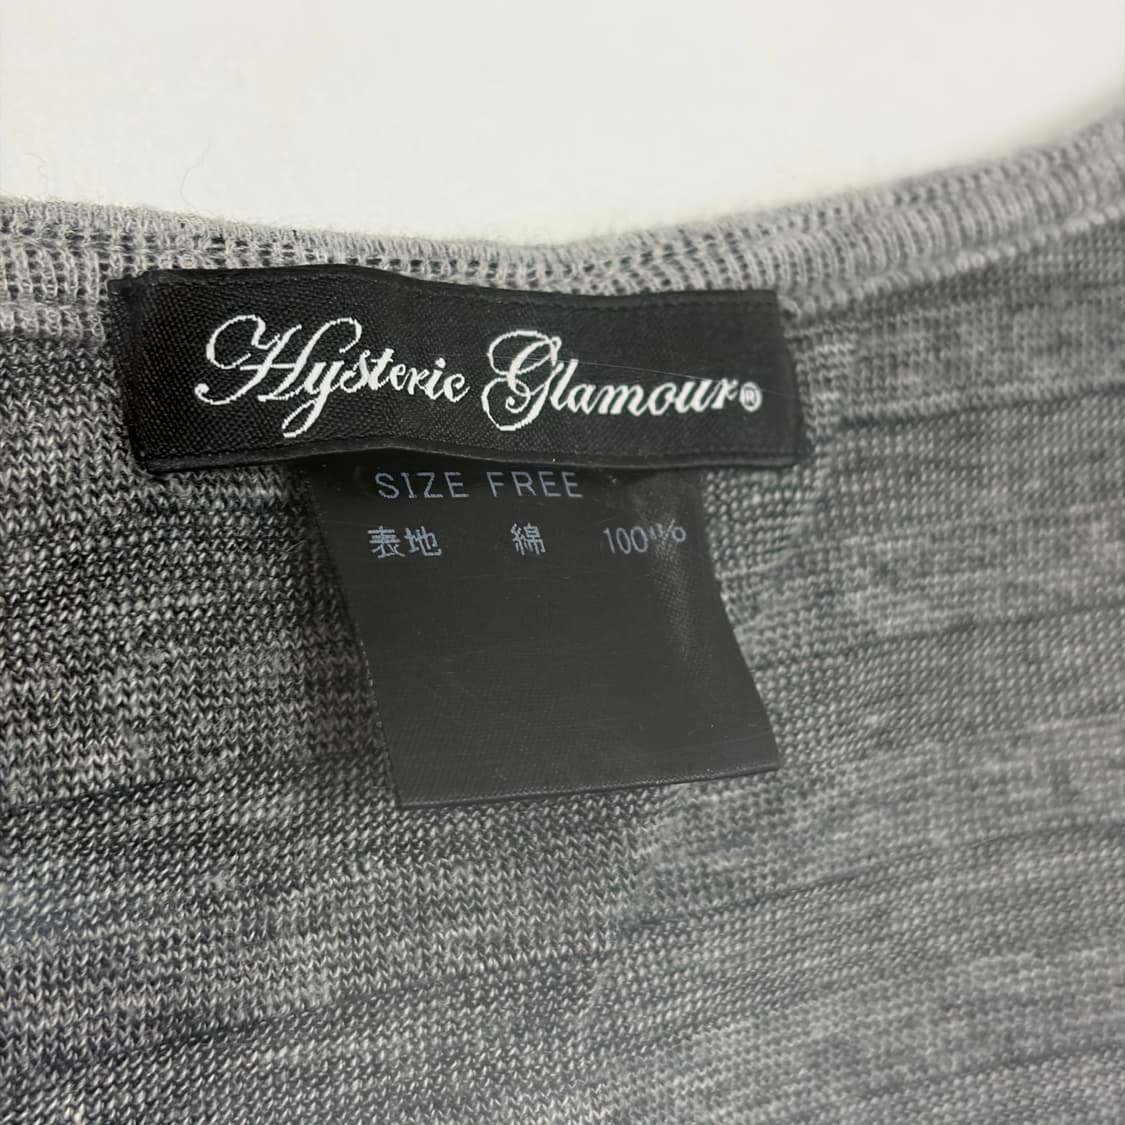 Hysteric Glamour®
SIZE FREE
表地 綿 100%